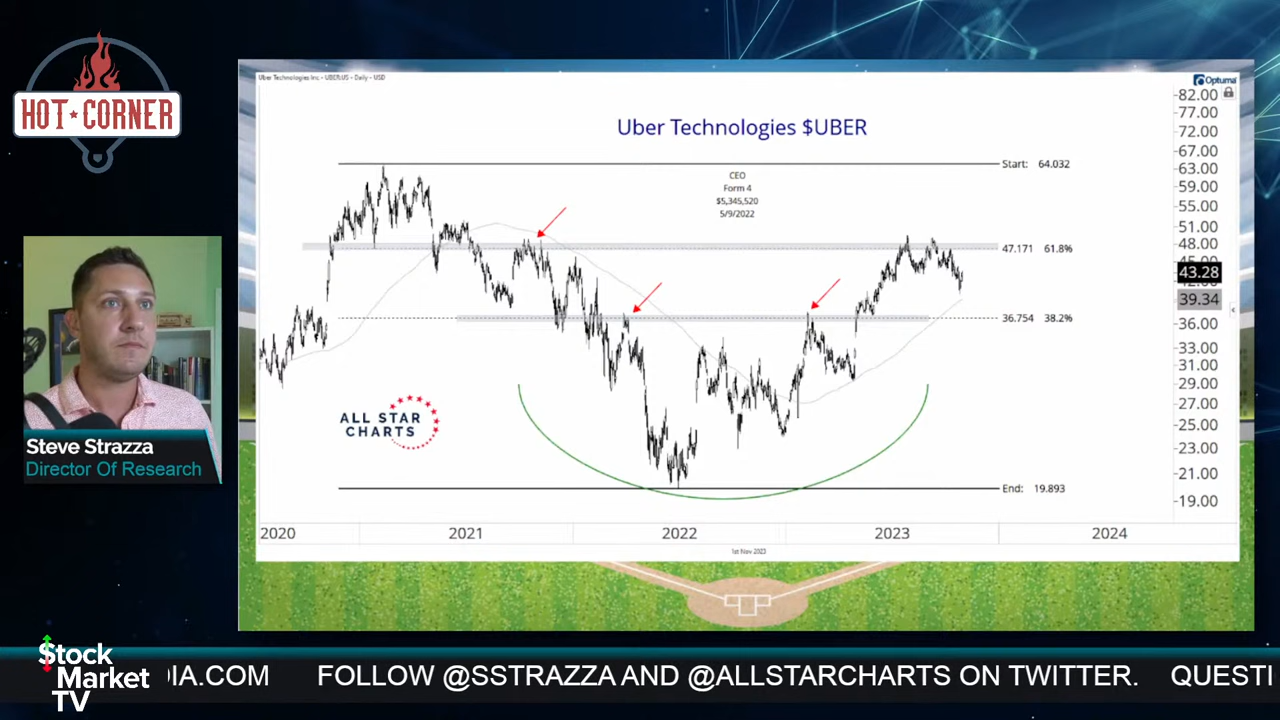 HOT★CORNER
Uber Technologies Inc - UBER.US - Daily - USD
Optuma
Uber Technologies $UBER
82.00
77.00
72.00
67.00
63.00
59.00
55.00
51.00
48.00
43.28
39.34
36.00
33.00
31.00
29.00
27.00
25.00
23.00
21.00
19.00
Start: 64.032
CEO
Form 4
$5,345,520
5/9/2022
47.171 61.8%
36.754 38.2%
ALL STAR
CHARTS
End: 19.893
2020 2021 2022 2023 2024
1st Nov 2023
Steve Strazza
Director Of Research
$tock
Market
TV
DIA.COM FOLLOW @SSTRAZZA AND @ALLSTARCHARTS ON TWITTER. QUESTI